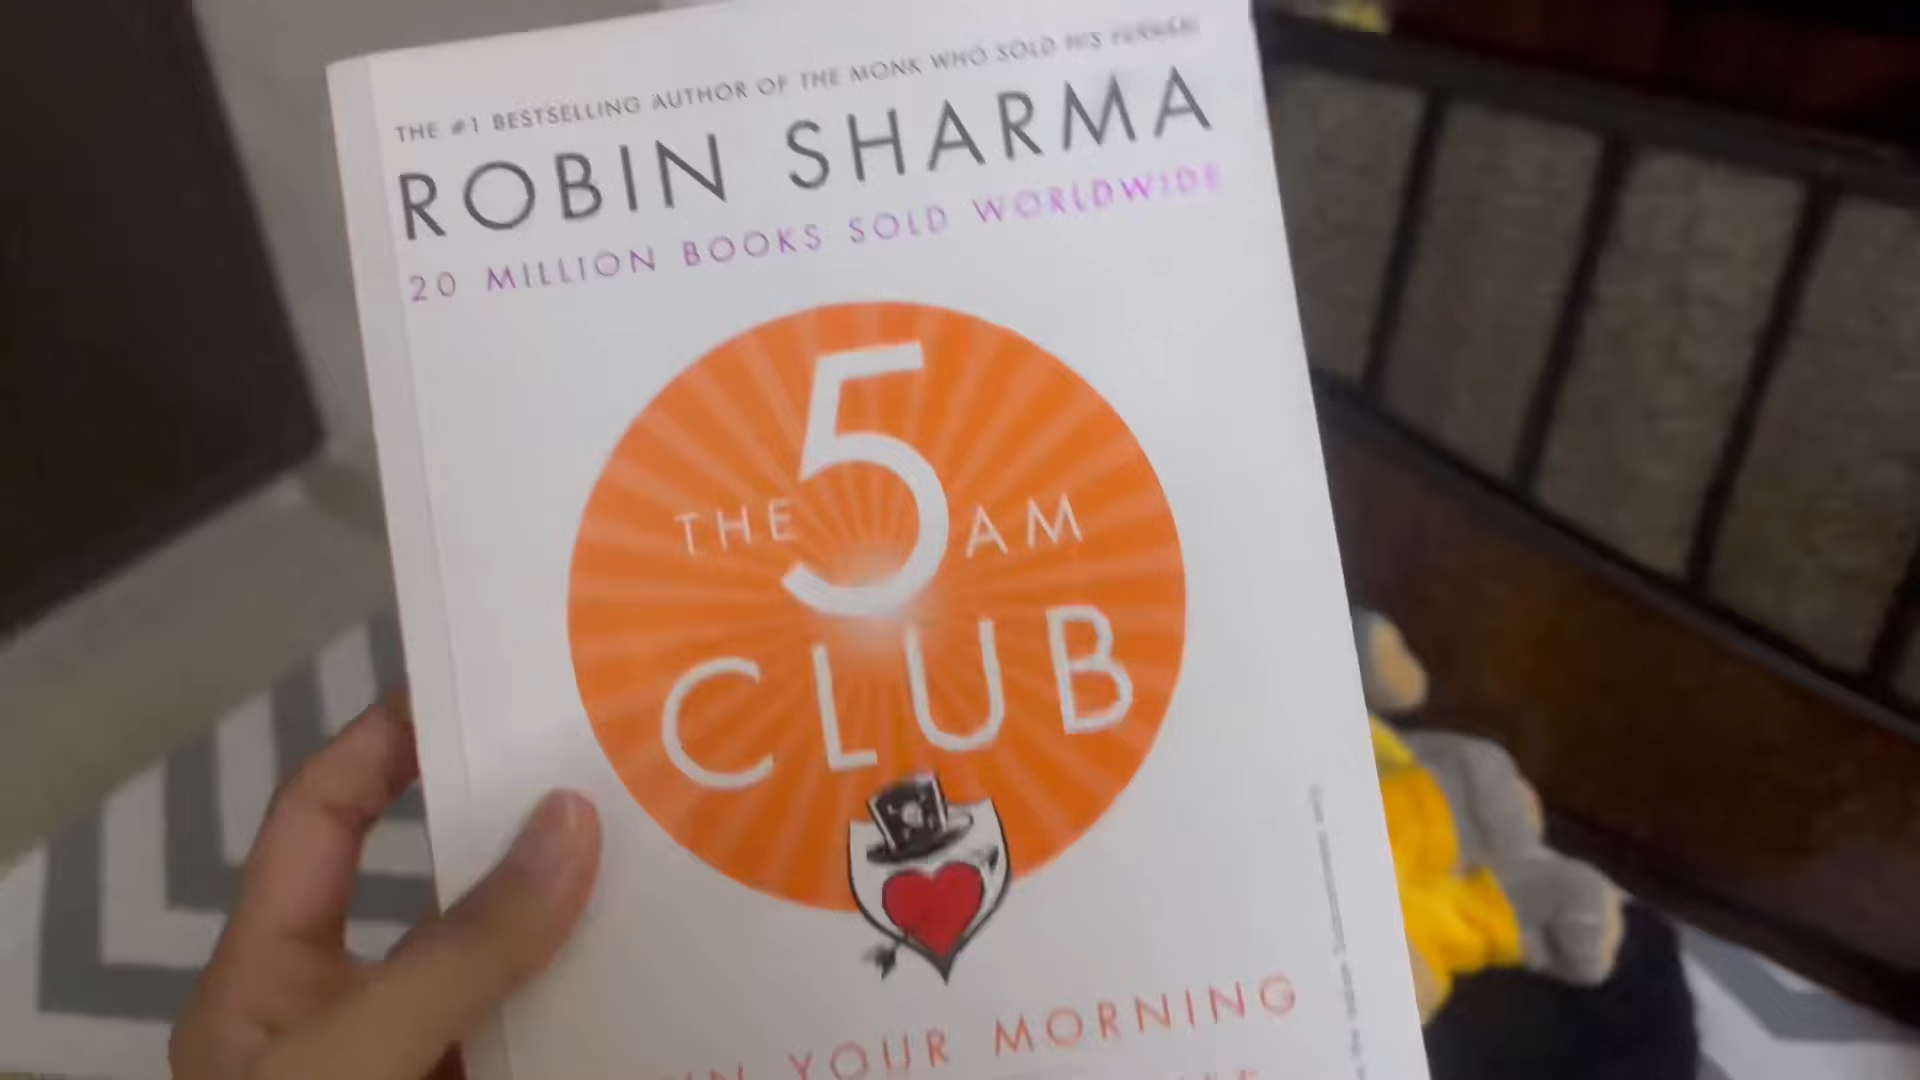 THE #1 BESTSELLING AUTHOR OF THE MONK WHO SOLD HIS FERRARI
ROBIN SHARMA
20 MILLION BOOKS SOLD WORLDWIDE
THE 5 AM
CLUB
YOUR MORNING